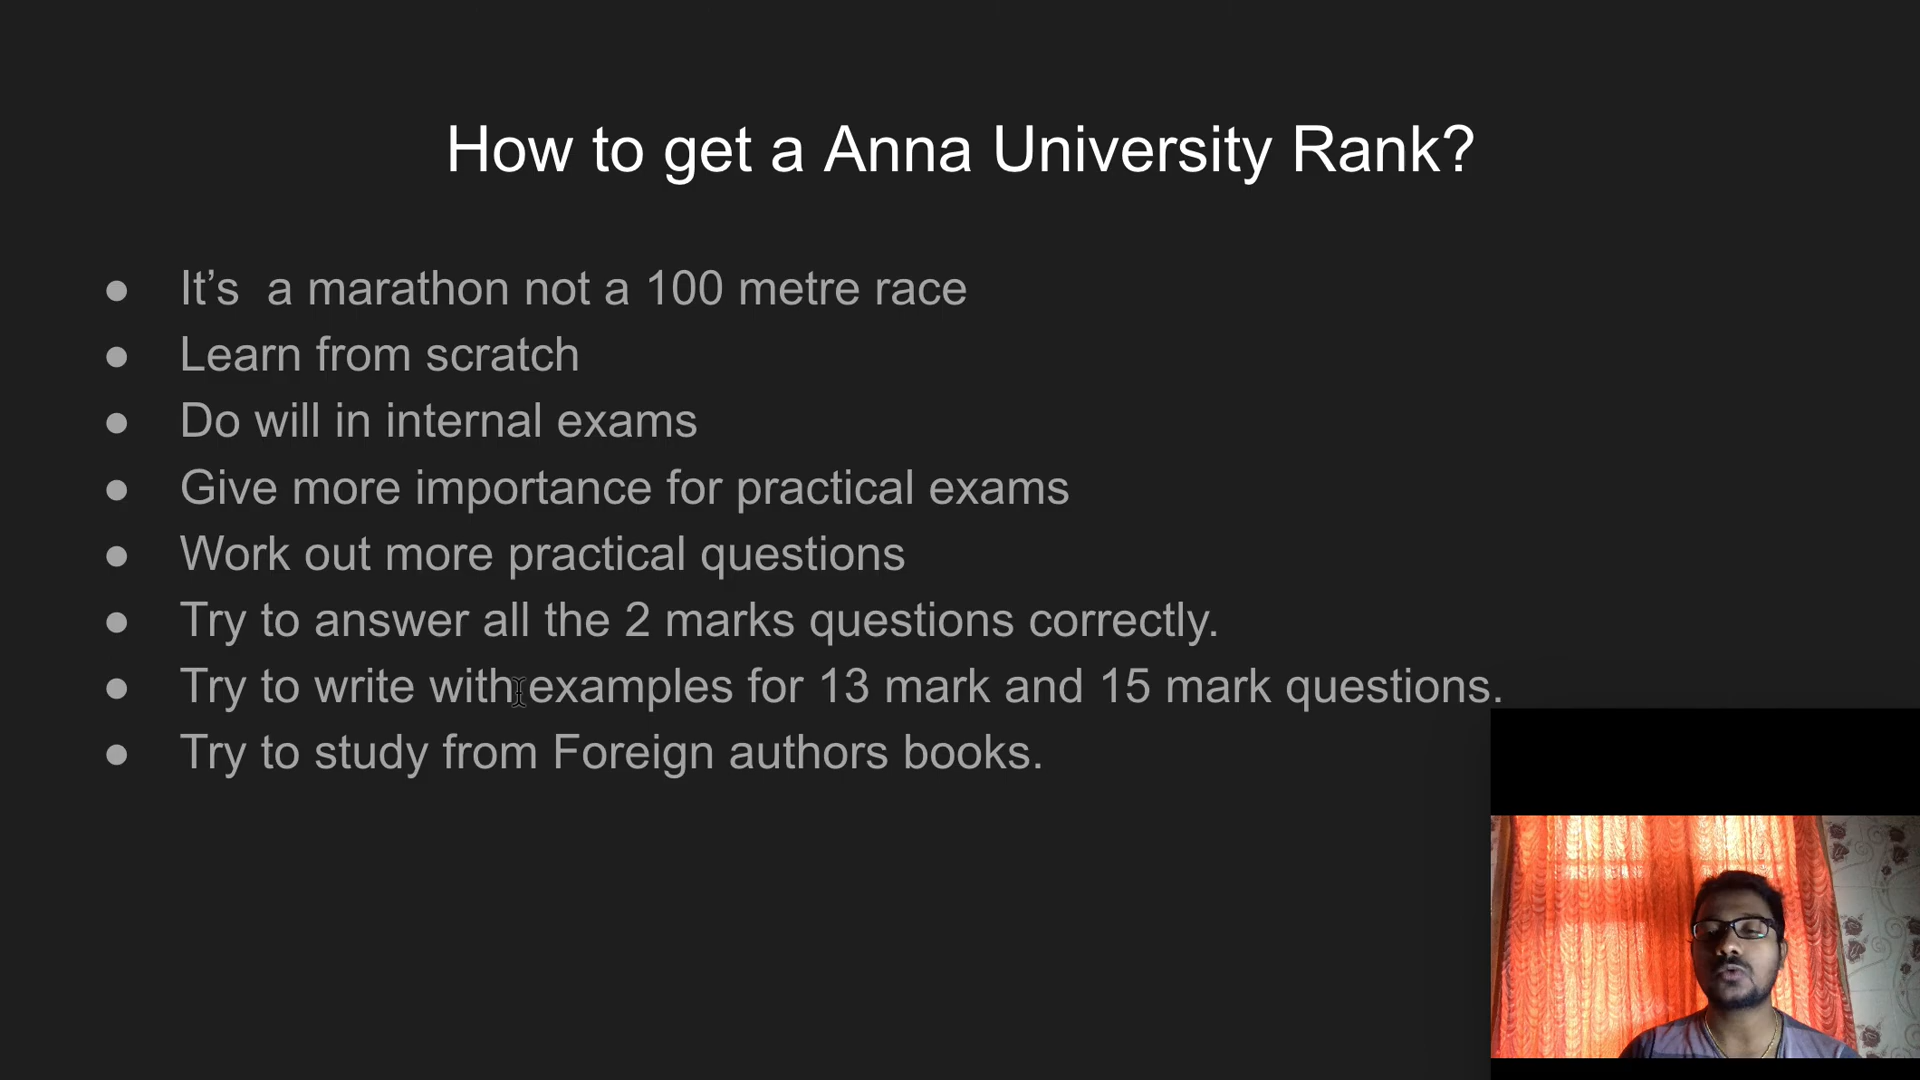 How to get a Anna University Rank?
It’s  a marathon not a 100 metre race
Learn from scratch
Do will in internal exams
Give more importance for practical exams
Work out more practical questions
Try to answer all the 2 marks questions correctly.
Try to write with examples for 13 mark and 15 mark questions.
Try to study from Foreign authors books.